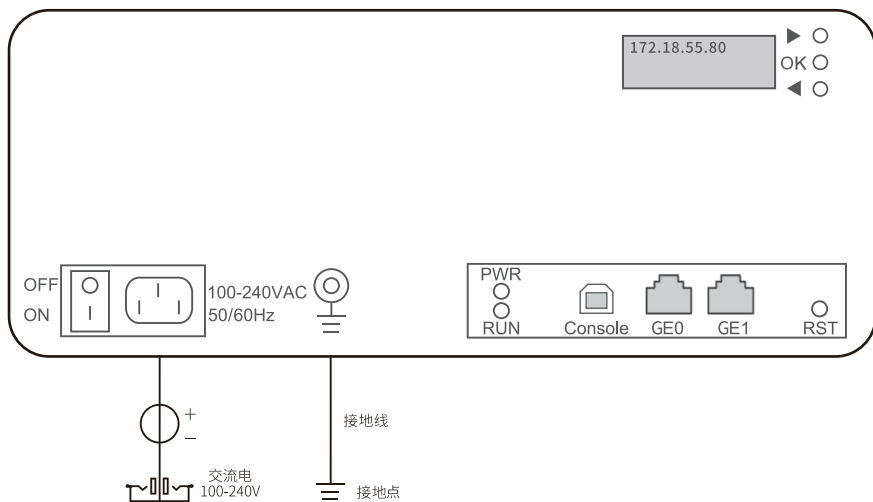 172.18.55.80
OK
OFF
ON
100-240VAC
50/60Hz
PWR
RUN
Console
GE0
GE1
RST
+
−
接地线
交流电
100-240V
接地点